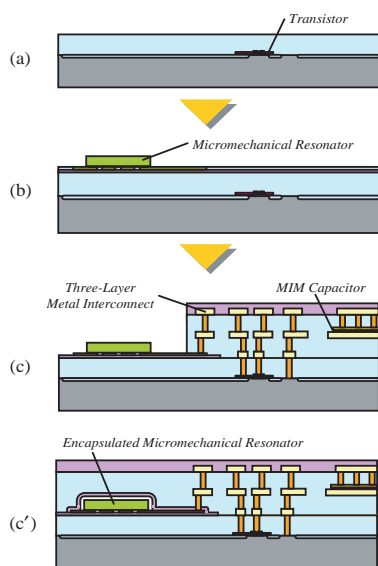 Transistor
(a)
Micromechanical Resonator
(b)
Three-Layer
Metal Interconnect
MIM Capacitor
(c)
Encapsulated Micromechanical Resonator
(c′)